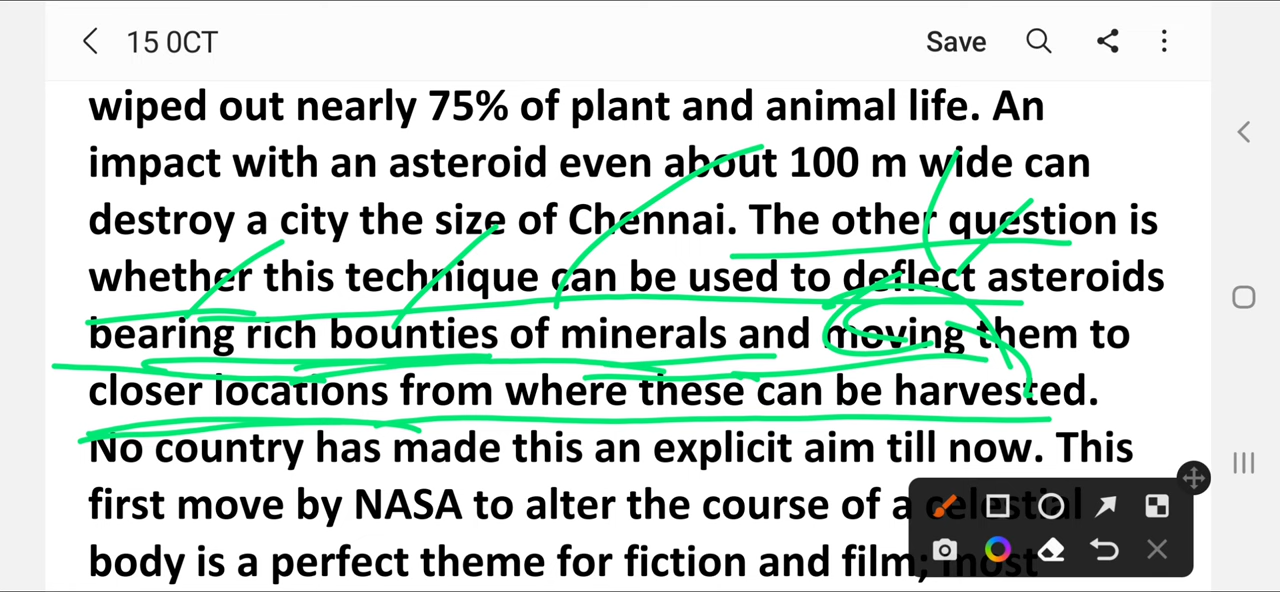 15 OCT
Save
wiped out nearly 75% of plant and animal life. An
impact with an asteroid even about 100 m wide can
destroy a city the size of Chennai. The other question is
whether this technique can be used to deflect asteroids
bearing rich bounties of minerals and moving them to
closer locations from where these can be harvested.
No country has made this an explicit aim till now. This
first move by NASA to alter the course of a celestial
body is a perfect theme for fiction and film; most